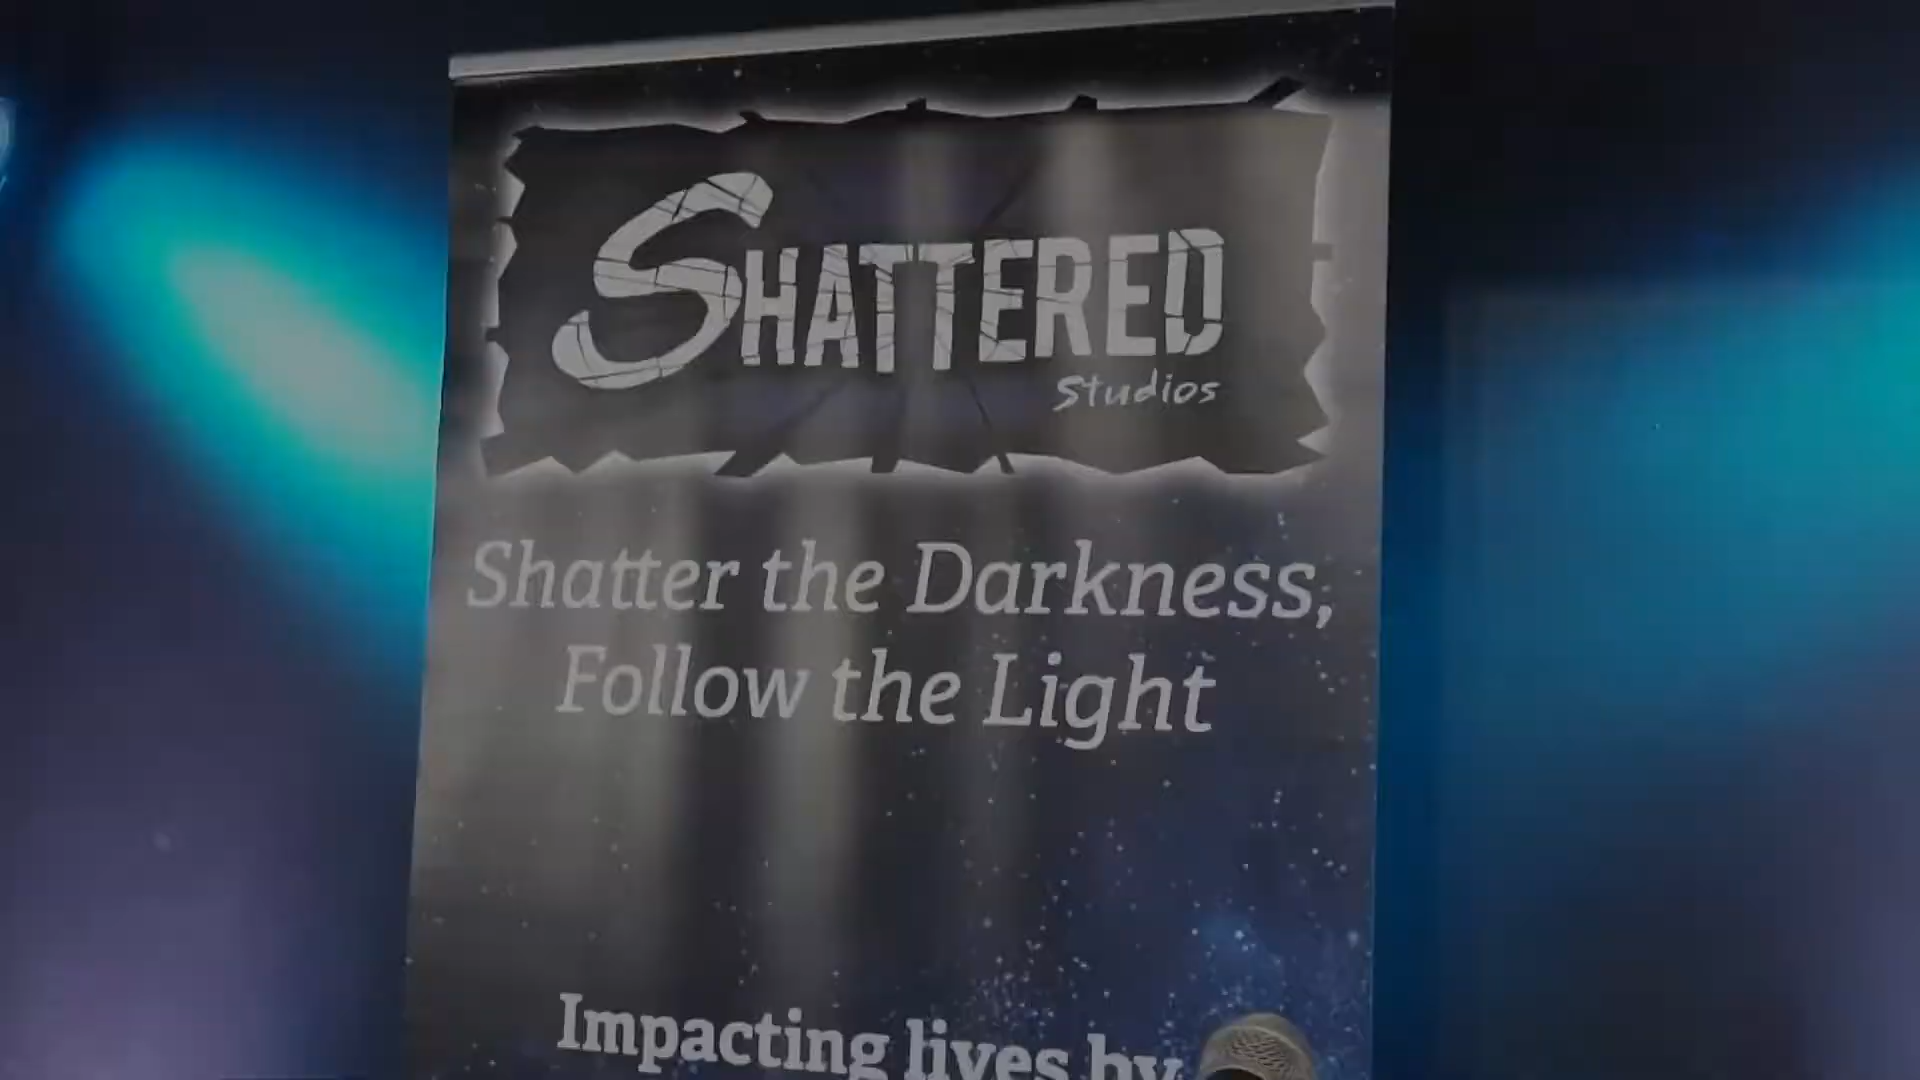 SHATTERED
Studios
Shatter the Darkness,
Follow the Light
Impacting lives by